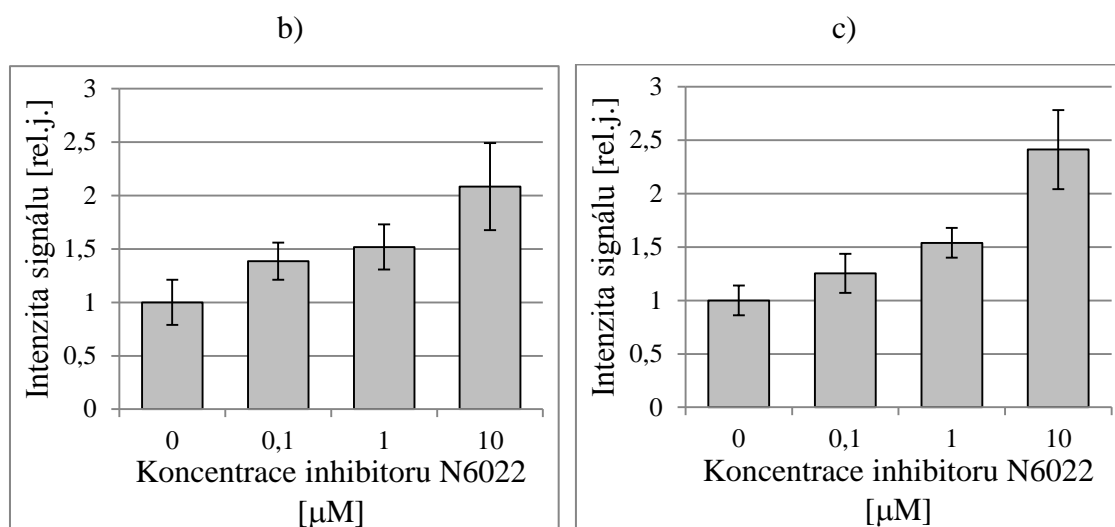 b)
3
2,5
2
1,5
1
0,5
0
Intenzita signálu [rel.j.]
0 0,1 1 10
Koncentrace inhibitoru N6022
[µM]
c)
3
2,5
2
1,5
1
0,5
0
Intenzita signálu [rel.j.]
0 0,1 1 10
Koncentrace inhibitoru N6022
[µM]